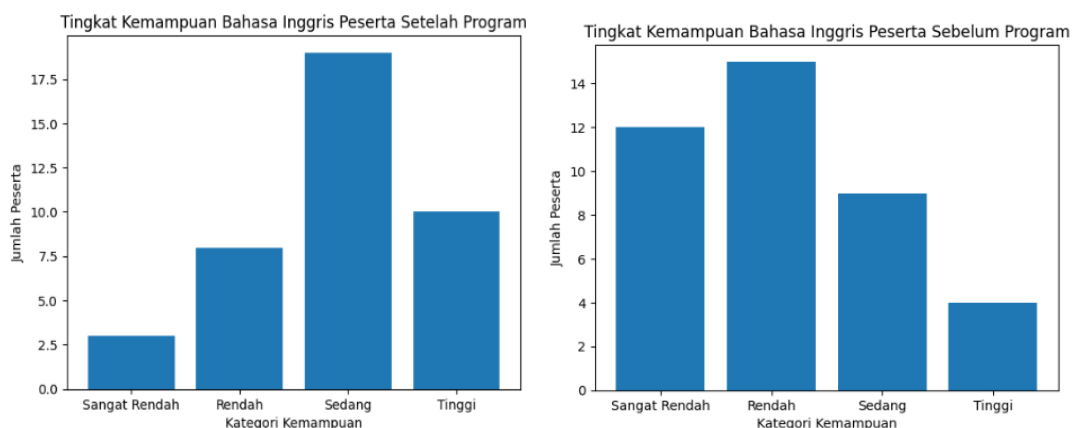 Tingkat Kemampuan Bahasa Inggris Peserta Setelah Program
17.5
15.0
12.5
10.0
7.5
5.0
2.5
0.0
Jumlah Peserta
Sangat Rendah Rendah Sedang Tinggi
Kategori Kemampuan
Tingkat Kemampuan Bahasa Inggris Peserta Sebelum Program
14
12
10
8
6
4
2
0
Jumlah Peserta
Sangat Rendah Rendah Sedang Tinggi
Kategori Kemampuan